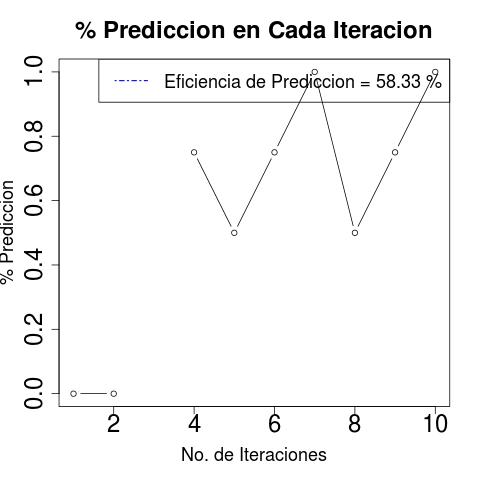 % Prediccion en Cada Iteracion
Eficiencia de Prediccion = 58.33 %
% Prediccion
1.0
0.8
0.6
0.4
0.2
0.0
2 4 6 8 10
No. de Iteraciones